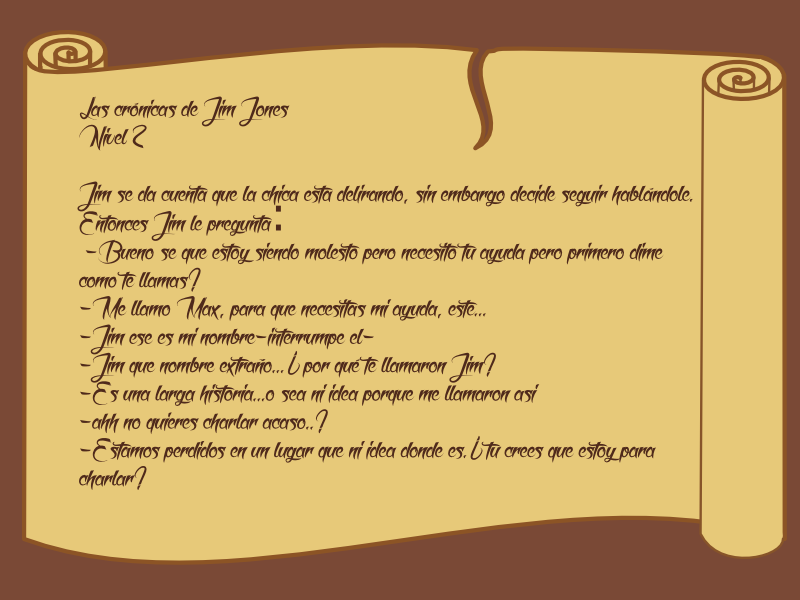 Las crónicas de Jim Jones
Nivel 2
Jim se da cuenta que la chica está delirando, sin embargo decide seguir hablándole.
Entonces Jim le pregunta:
-Bueno se que estoy siendo molesto pero necesito tu ayuda pero primero dime
como te llamas?
-Me llamo Max, para que necesitas mi ayuda, este...
-Jim ese es mi nombre-interrumpe el-
-Jim que nombre extraño...¿por qué te llamaron Jim?
-Es una larga historia...o sea ni idea porque me llamaron asi
-ahh no quieres charlar acaso..?
-Estamos perdidos en un lugar que ni idea donde es.¿tu crees que estoy para
charlar?